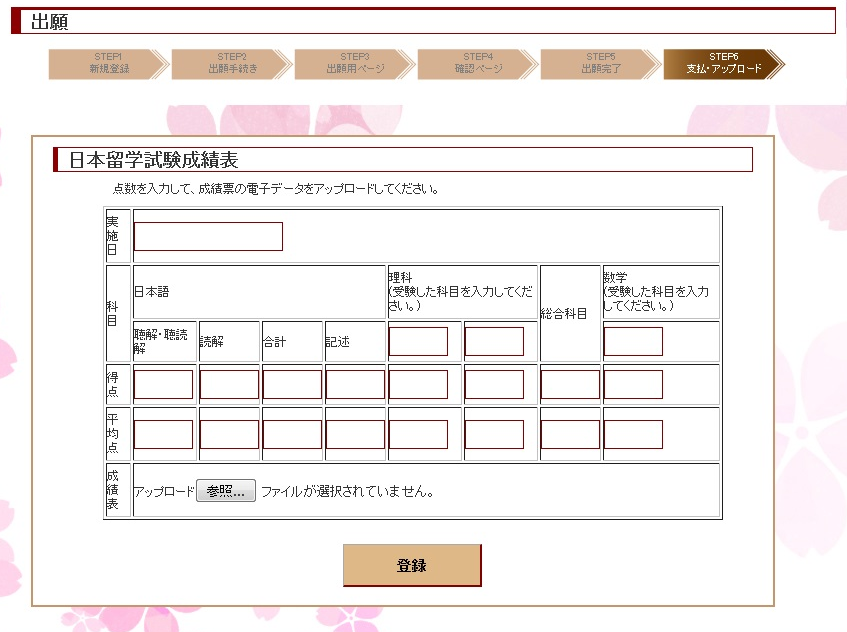 出願
STEP1
新規登録
STEP2
出願手続き
STEP3
出願用ページ
STEP4
確認ページ
STEP5
出願完了
STEP6
支払・アップロード
日本留学試験成績表
点数を入力して、成績票の電子データをアップロードしてください。
実施日
科目
日本語
理科
(受験した科目を入力してください。)
総合科目
数学
(受験した科目を入力してください。)
聴解・聴読解
読解
合計
記述
得点
平均点
成績表
アップロード 参照... ファイルが選択されていません。
登録